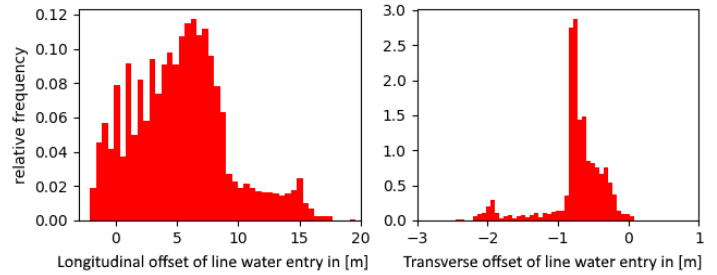 0.12
0.10
0.08
0.06
0.04
0.02
0.00
relative frequency
0 5 10 15 20
Longitudinal offset of line water entry in [m]
3.0
2.5
2.0
1.5
1.0
0.5
0.0
−3 −2 −1 0 1
Transverse offset of line water entry in [m]